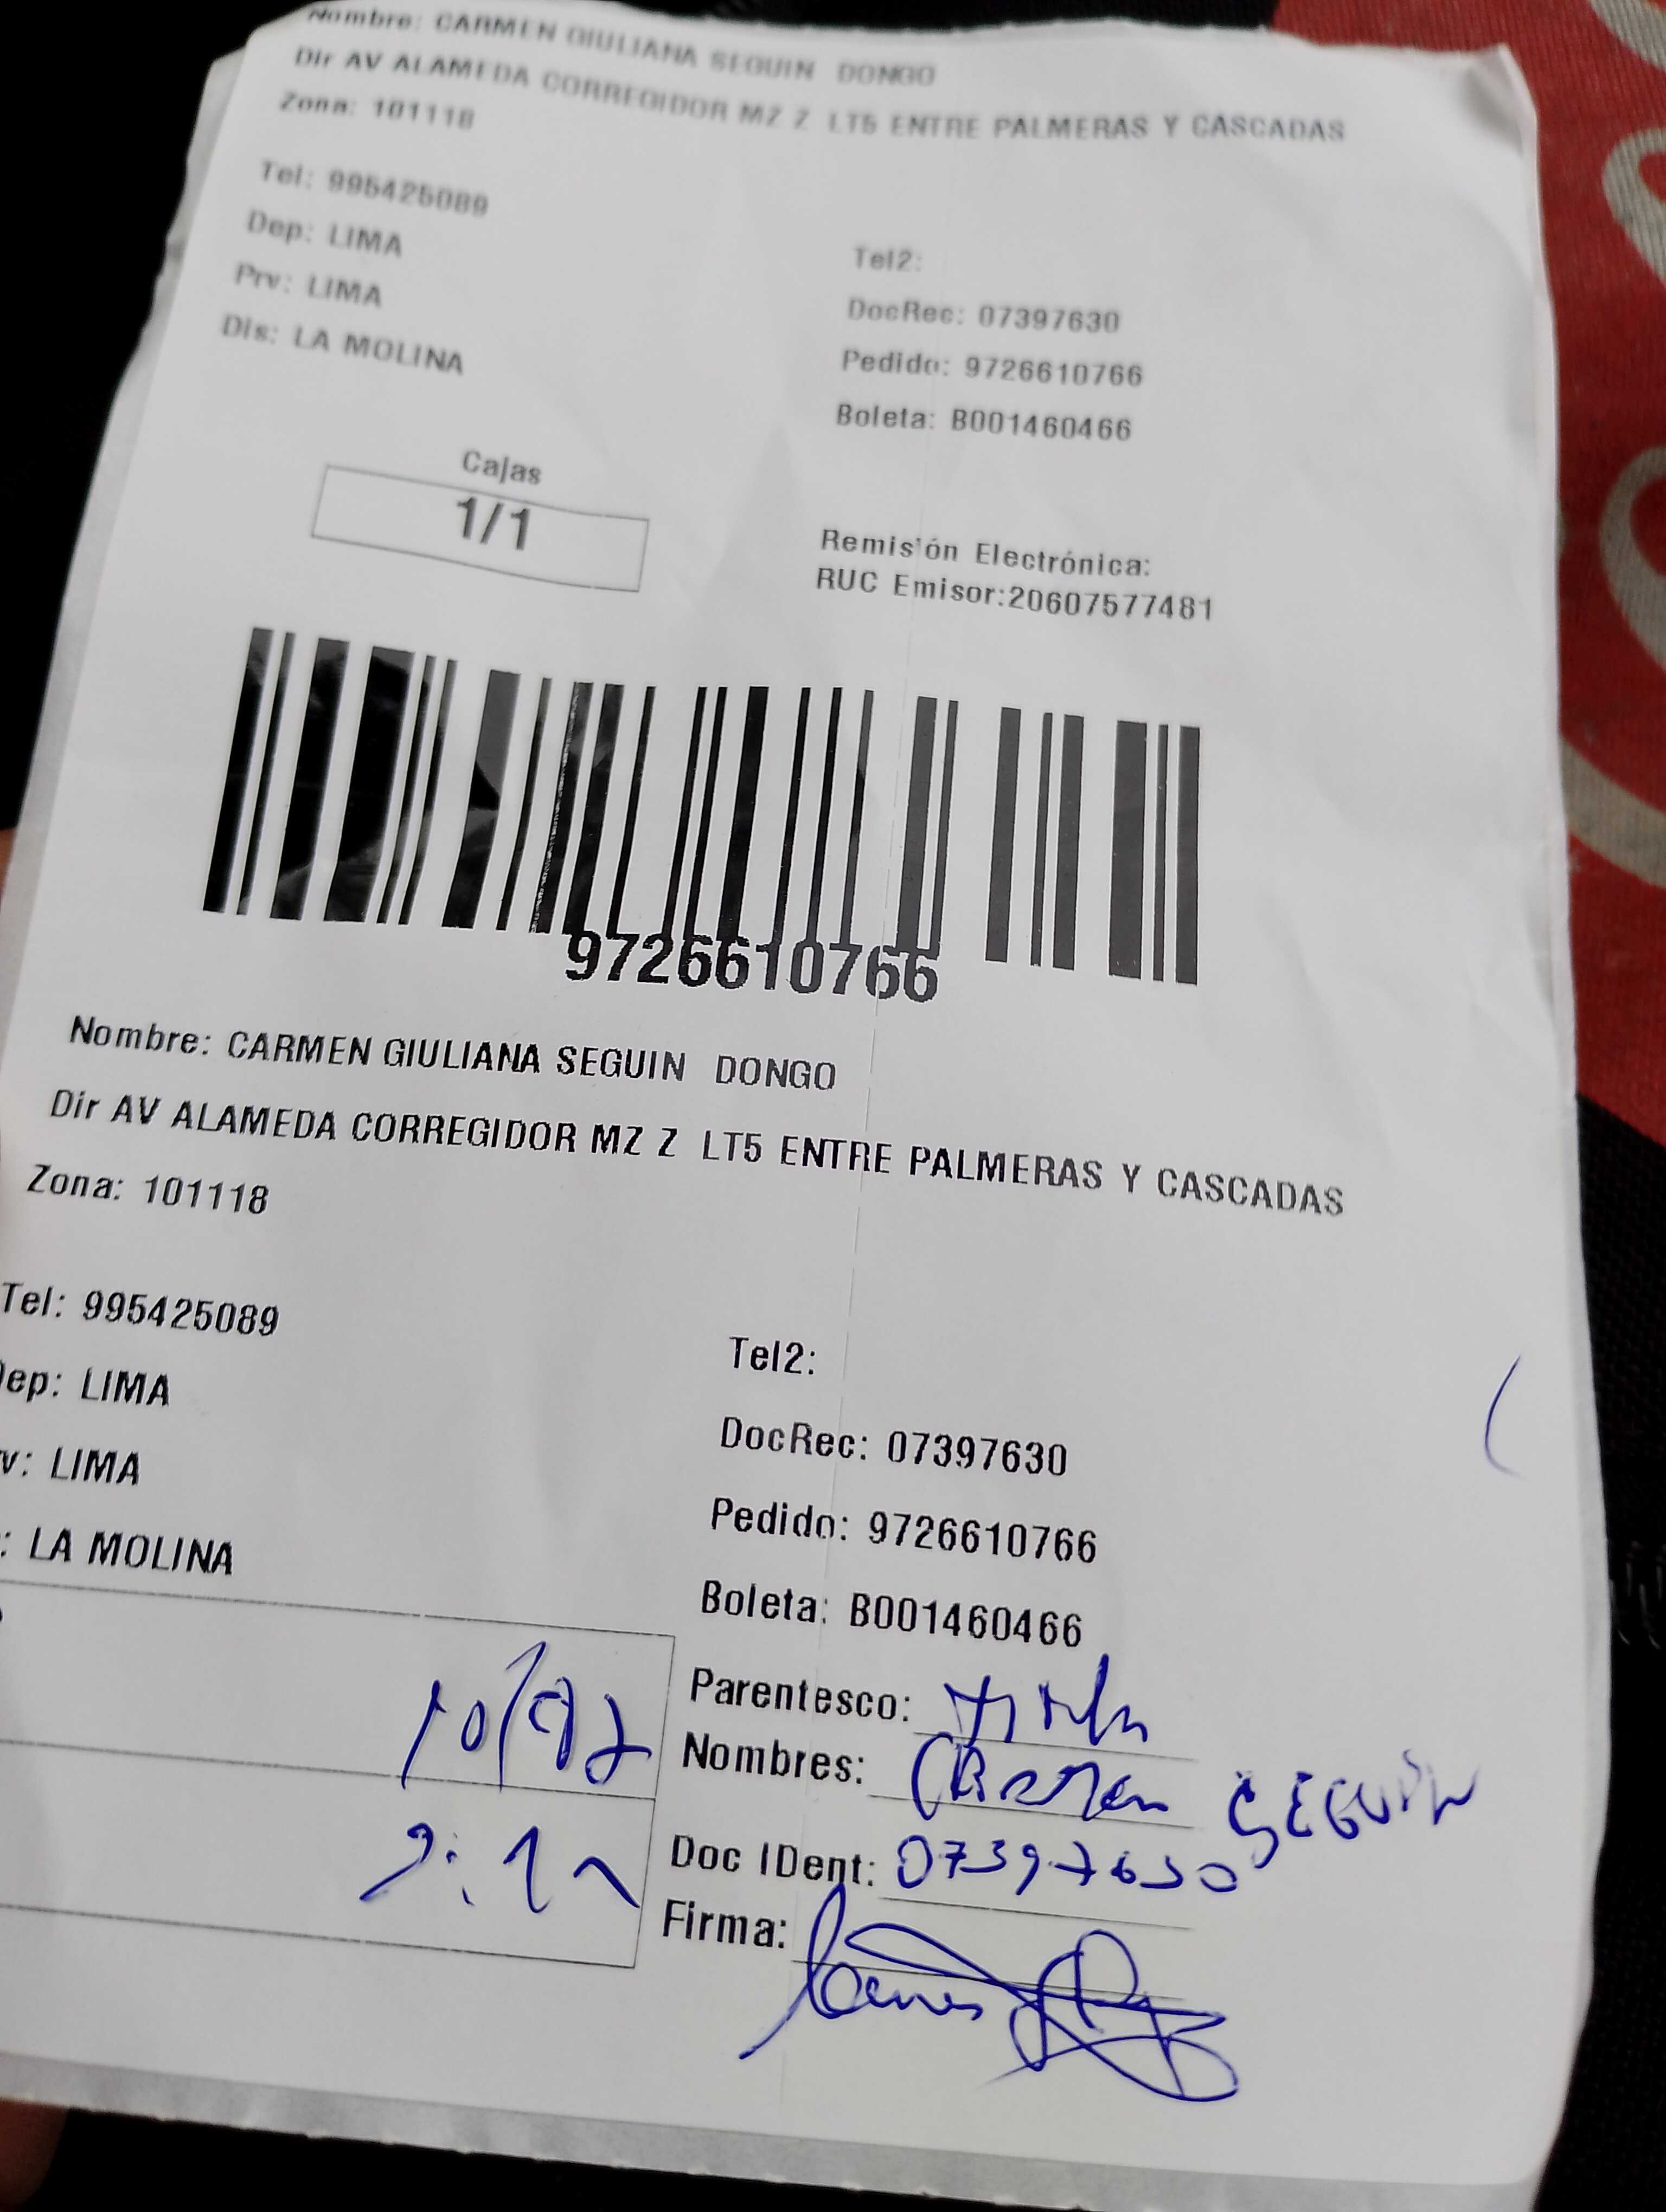 Nombre: CARMEN GIULIANA SEGUIN DONGO
Dir AV ALAMEDA CORREGIDOR MZ Z LT5 ENTRE PALMERAS Y CASCADAS
Zona: 101118
Tel: 995425089
Dep: LIMA
Prv: LIMA
Dis: LA MOLINA
Tel2:
DocRec: 07397630
Pedido: 9726610766
Boleta: B001460466
Cajas
1/1
Remisión Electrónica:
RUC Emisor:20607577481
9726610766
Nombre: CARMEN GIULIANA SEGUIN DONGO
Dir AV ALAMEDA CORREGIDOR MZ Z LT5 ENTRE PALMERAS Y CASCADAS
Zona: 101118
Tel: 995425089
ep: LIMA
v: LIMA
: LA MOLINA
Tel2:
DocRec: 07397630
Pedido: 9726610766
Boleta: B001460466
Parentesco:
Nombres: Carmen SEGUIN
Doc IDent: 07397630
Firma: